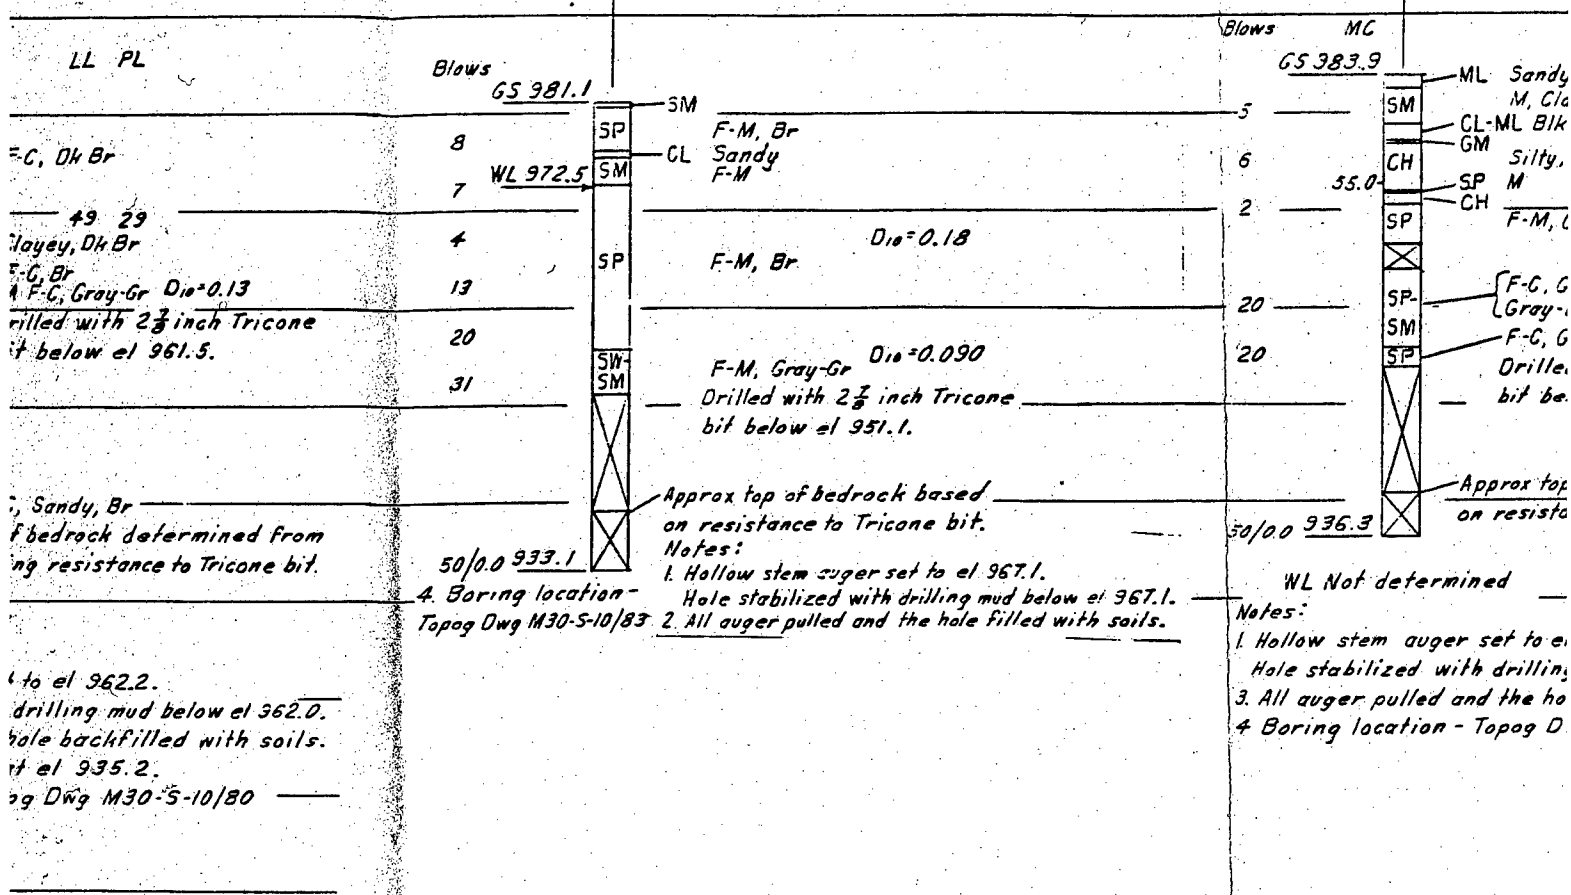 LL PL
F-C, Dk Br
49 29
Clayey, Dk Br
F-C, Br
F-C, Gray-Gr D10=0.13
rilled with 2 7/8 inch Tricone
it below el 961.5.
, Sandy, Br
f bedrock determined from
ng resistance to Tricone bit.
to el 962.2.
drilling mud below el 962.0.
hole backfilled with soils.
at el 935.2.
og Dwg M30-S-10/80
Blows
GS 981.1
SM
SP
F-M, Br
8
CL Sandy
SM
F-M
WL 972.5
7
4
D10=0.18
SP
F-M, Br
13
20
SW-
SM
F-M, Gray-Gr D10=0.090
31
Drilled with 2 7/8 inch Tricone
bit below el 951.1.
Approx top of bedrock based
on resistance to Tricone bit.
50/0.0 933.1
Notes:
1. Hollow stem auger set to el 967.1.
Hole stabilized with drilling mud below el 967.1.
2. All auger pulled and the hole filled with soils.
4. Boring location-
Topog Dwg M30-S-10/83
Blows MC
GS 983.9
ML Sandy
M, Cla
5
SM
CL-ML Blk
GM
6
CH
Silty,
55.0
SP M
CH
2
SP
F-M,
20
SP-
SM
F-C, G
Gray-
20
SP
F-C, G
Drille
bit be
Approx top
on resista
50/0.0 936.3
WL Not determined
Notes:
1. Hollow stem auger set to e
Hole stabilized with drilling
3. All auger pulled and the ho
4 Boring location - Topog D